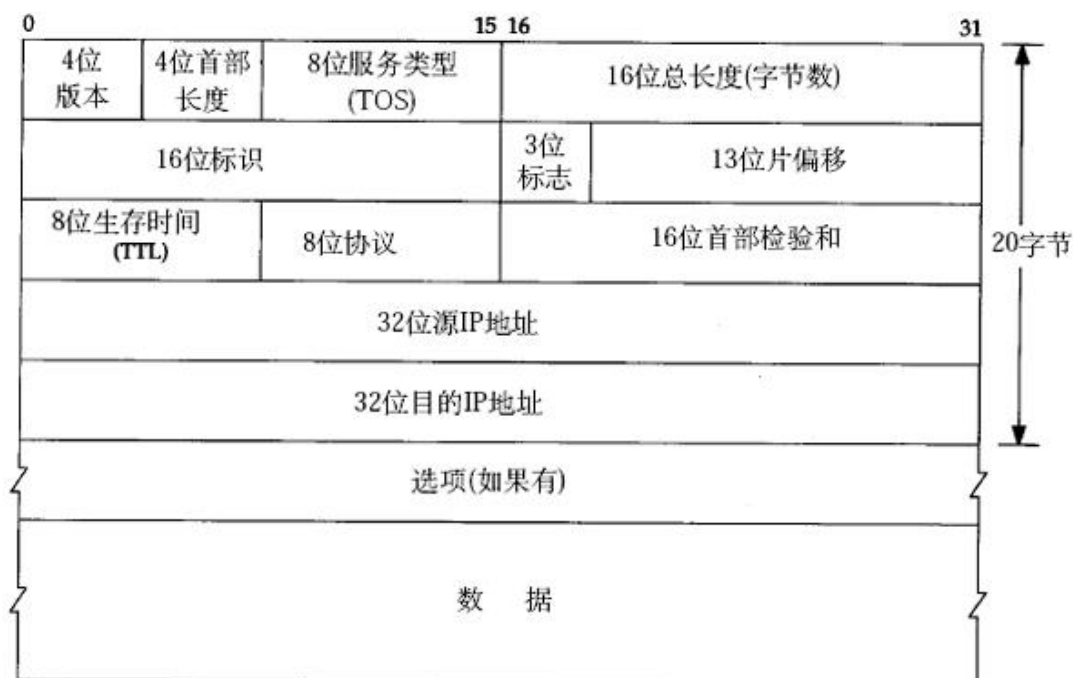 0 15 16 31
4位 4位首部 8位服务类型
版本 长度 (TOS) 16位总长度(字节数)
16位标识 3位 13位片偏移
标志
8位生存时间 8位协议 16位首部检验和 20字节
(TTL)
32位源IP地址
32位目的IP地址
选项(如果有)
数 据